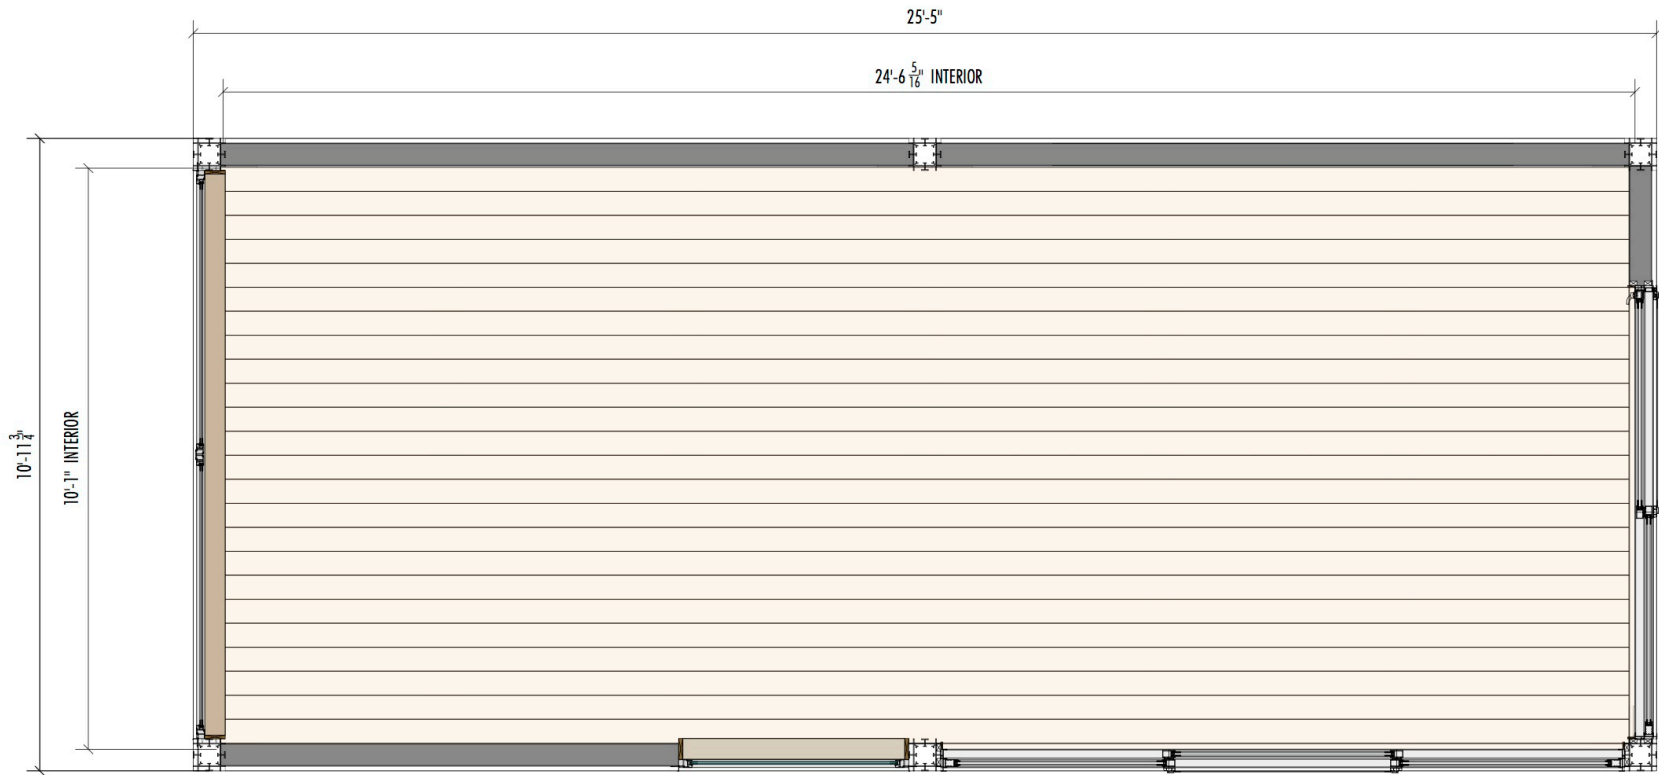 25'-5"
24'-6 5/16" INTERIOR
10'-11 3/4"
10'-1" INTERIOR